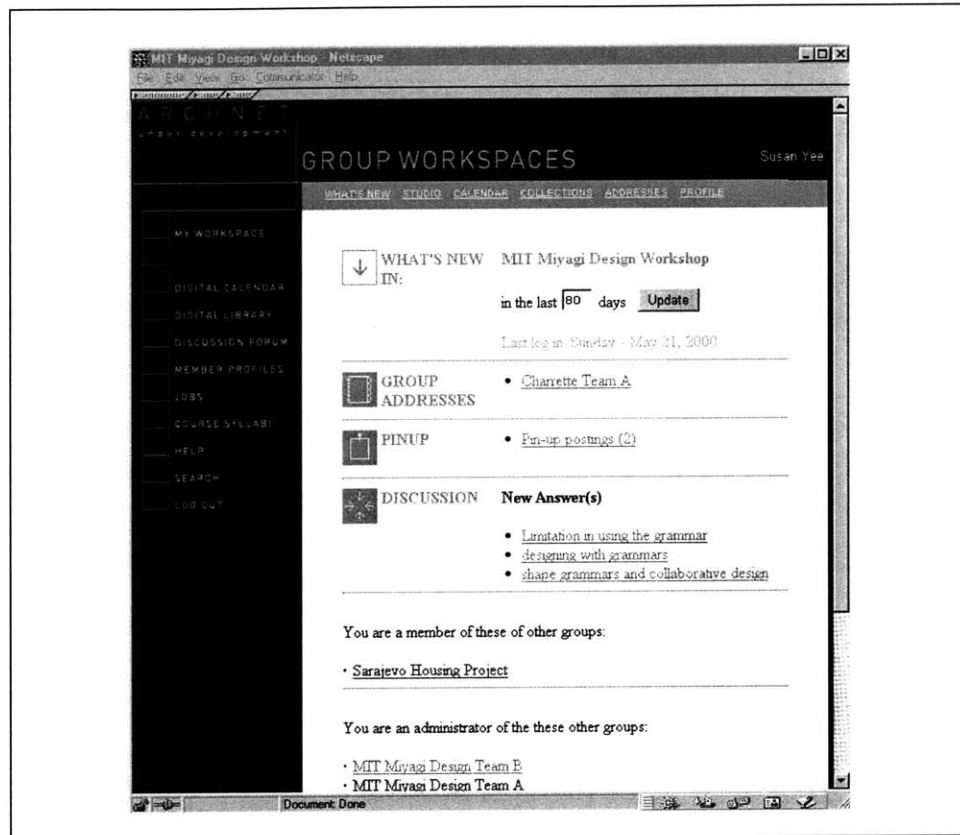 MIT Miyagi Design Workshop - Netscape
File Edit View Go Communicator Help
ARCHNET
under development
GROUP WORKSPACES
Susan Yee
WHAT'S NEW STUDIO CALENDAR COLLECTIONS ADDRESSES PROFILE
MY WORKSPACE
DIGITAL CALENDAR
DIGITAL LIBRARY
DISCUSSION FORUM
MEMBER PROFILES
JOBS
COURSE SYLLABI
HELP
SEARCH
LOG OUT
WHAT'S NEW
IN:
MIT Miyagi Design Workshop
in the last 80 days Update
Last log in: Sunday - May 21, 2000
GROUP
ADDRESSES
• Charrette Team A
PINUP
• Pin-up postings (2)
DISCUSSION
New Answer(s)
• Limitation in using the grammar
• designing with grammars
• shape grammars and collaborative design
You are a member of these of other groups:
· Sarajevo Housing Project
You are an administrator of the these other groups:
· MIT Miyagi Design Team B
· MIT Miyagi Design Team A
Document: Done